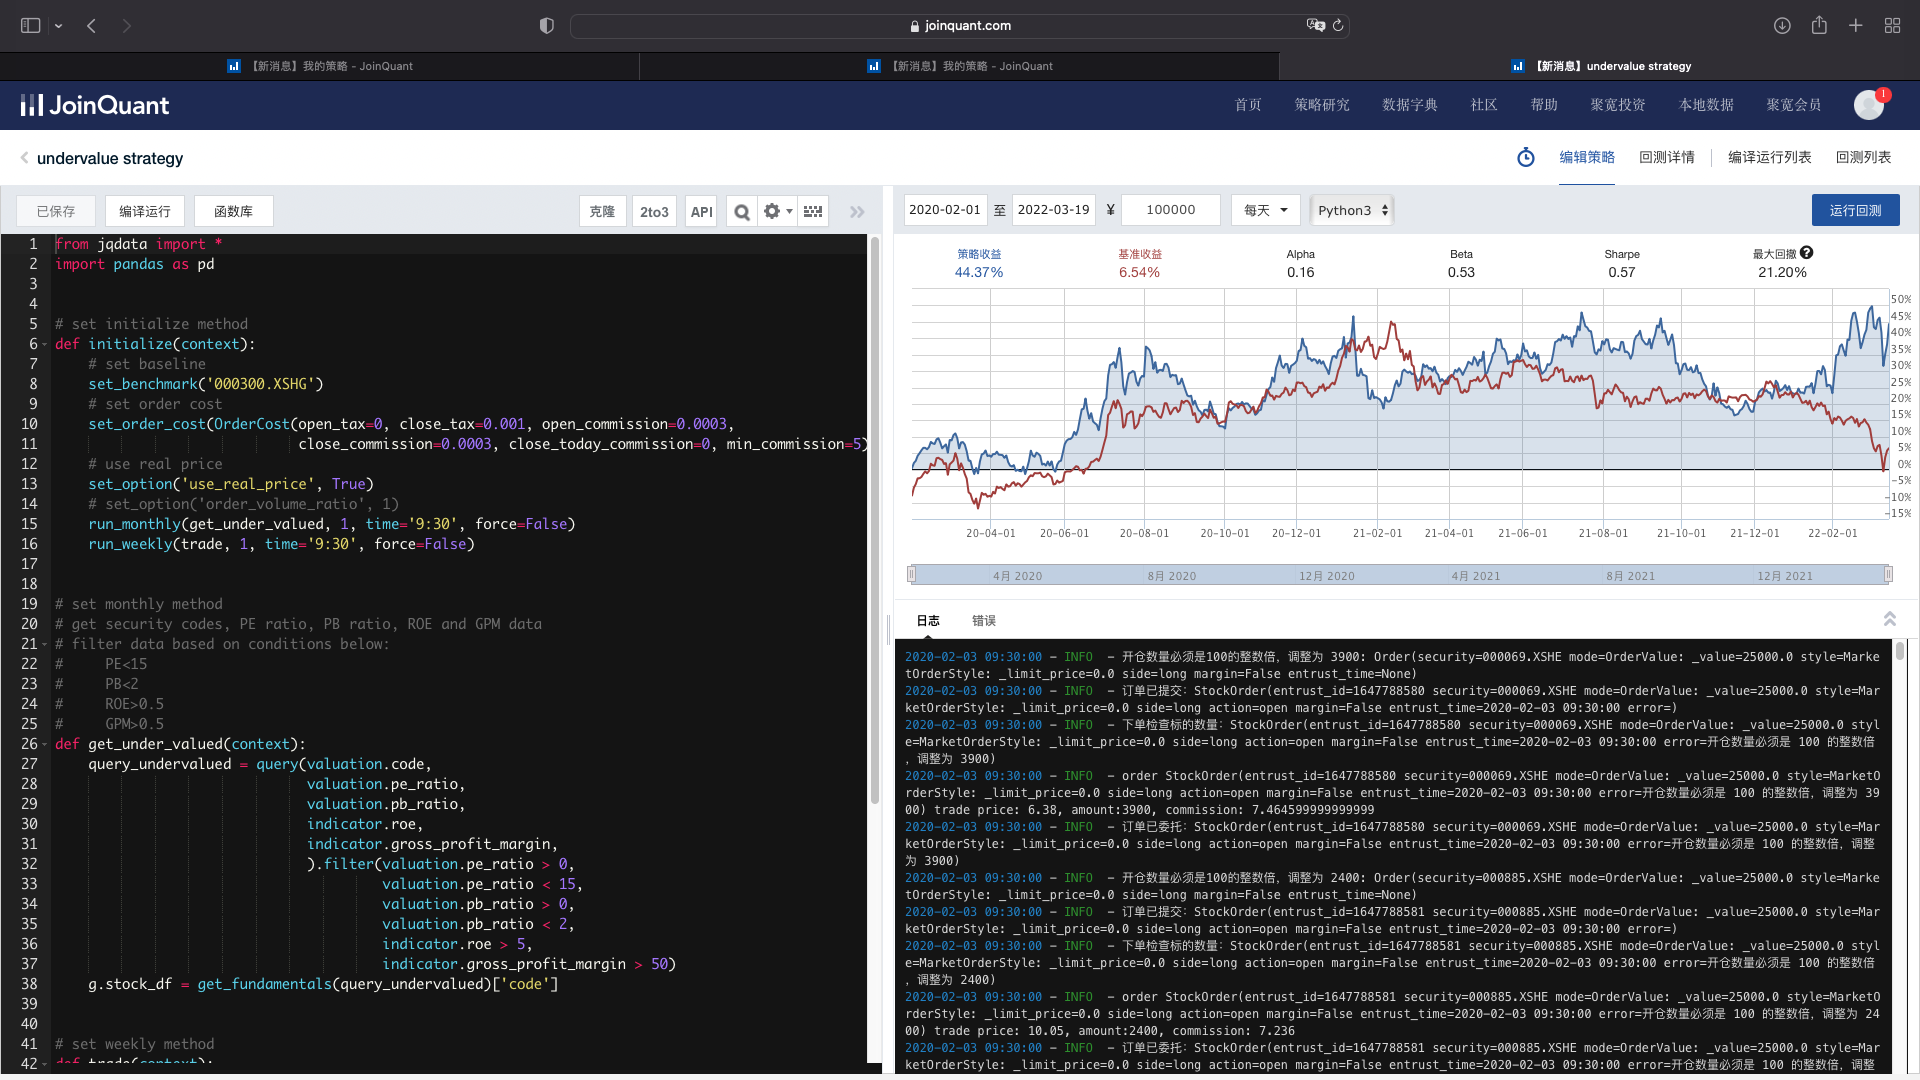 joinquant.com
【新消息】我的策略 - JoinQuant
【新消息】我的策略 - JoinQuant
【新消息】undervalue strategy
JoinQuant
首页 策略研究 数据字典 社区 帮助 聚宽投资 本地数据 聚宽会员 1
undervalue strategy
编辑策略 回测详情 编译运行列表 回测列表
已保存 编译运行 函数库 克隆 2to3 API
1 from jqdata import *
2 import pandas as pd
3
4
5 # set initialize method
6 def initialize(context):
7 # set baseline
8 set_benchmark('000300.XSHG')
9 # set order cost
10 set_order_cost(OrderCost(open_tax=0, close_tax=0.001, open_commission=0.0003,
11 close_commission=0.0003, close_today_commission=0, min_commission=5)
12 # use real price
13 set_option('use_real_price', True)
14 # set_option('order_volume_ratio', 1)
15 run_monthly(get_under_valued, 1, time='9:30', force=False)
16 run_weekly(trade, 1, time='9:30', force=False)
17
18
19 # set monthly method
20 # get security codes, PE ratio, PB ratio, ROE and GPM data
21 # filter data based on conditions below:
22 # PE<15
23 # PB<2
24 # ROE>0.5
25 # GPM>0.5
26 def get_under_valued(context):
27 query_undervalued = query(valuation.code,
28 valuation.pe_ratio,
29 valuation.pb_ratio,
30 indicator.roe,
31 indicator.gross_profit_margin,
32 ).filter(valuation.pe_ratio > 0,
33 valuation.pe_ratio < 15,
34 valuation.pb_ratio > 0,
35 valuation.pb_ratio < 2,
36 indicator.roe > 5,
37 indicator.gross_profit_margin > 50)
38 g.stock_df = get_fundamentals(query_undervalued)['code']
39
40
41 # set weekly method
42 def trade(context):
2020-02-01 至 2022-03-19 ¥ 100000 每天 Python3 运行回测
策略收益 基准收益 Alpha Beta Sharpe 最大回撤 ?
44.37% 6.54% 0.16 0.53 0.57 21.20%
50%
45%
40%
35%
30%
25%
20%
15%
10%
5%
0%
-5%
-10%
-15%
20-04-01 20-06-01 20-08-01 20-10-01 20-12-01 21-02-01 21-04-01 21-06-01 21-08-01 21-10-01 21-12-01 22-02-01
4月 2020 8月 2020 12月 2020 4月 2021 8月 2021 12月 2021
日志 错误
2020-02-03 09:30:00 - INFO - 开仓数量必须是100的整数倍，调整为 3900: Order(security=000069.XSHE mode=OrderValue: _value=25000.0 style=Marke
tOrderStyle: _limit_price=0.0 side=long margin=False entrust_time=None)
2020-02-03 09:30:00 - INFO - 订单已提交：StockOrder(entrust_id=1647788580 security=000069.XSHE mode=OrderValue: _value=25000.0 style=Mar
ketOrderStyle: _limit_price=0.0 side=long action=open margin=False entrust_time=2020-02-03 09:30:00 error=)
2020-02-03 09:30:00 - INFO - 下单检查标的数量：StockOrder(entrust_id=1647788580 security=000069.XSHE mode=OrderValue: _value=25000.0 styl
e=MarketOrderStyle: _limit_price=0.0 side=long action=open margin=False entrust_time=2020-02-03 09:30:00 error=开仓数量必须是 100 的整数倍
，调整为 3900)
2020-02-03 09:30:00 - INFO - order StockOrder(entrust_id=1647788580 security=000069.XSHE mode=OrderValue: _value=25000.0 style=MarketO
rderStyle: _limit_price=0.0 side=long action=open margin=False entrust_time=2020-02-03 09:30:00 error=开仓数量必须是 100 的整数倍，调整为 39
00) trade price: 6.38, amount:3900, commission: 7.464599999999999
2020-02-03 09:30:00 - INFO - 订单已委托：StockOrder(entrust_id=1647788580 security=000069.XSHE mode=OrderValue: _value=25000.0 style=Mar
ketOrderStyle: _limit_price=0.0 side=long action=open margin=False entrust_time=2020-02-03 09:30:00 error=开仓数量必须是 100 的整数倍，调整
为 3900)
2020-02-03 09:30:00 - INFO - 开仓数量必须是100的整数倍，调整为 2400: Order(security=000885.XSHE mode=OrderValue: _value=25000.0 style=Marke
tOrderStyle: _limit_price=0.0 side=long margin=False entrust_time=None)
2020-02-03 09:30:00 - INFO - 订单已提交：StockOrder(entrust_id=1647788581 security=000885.XSHE mode=OrderValue: _value=25000.0 style=Mar
ketOrderStyle: _limit_price=0.0 side=long action=open margin=False entrust_time=2020-02-03 09:30:00 error=)
2020-02-03 09:30:00 - INFO - 下单检查标的数量：StockOrder(entrust_id=1647788581 security=000885.XSHE mode=OrderValue: _value=25000.0 styl
e=MarketOrderStyle: _limit_price=0.0 side=long action=open margin=False entrust_time=2020-02-03 09:30:00 error=开仓数量必须是 100 的整数倍
，调整为 2400)
2020-02-03 09:30:00 - INFO - order StockOrder(entrust_id=1647788581 security=000885.XSHE mode=OrderValue: _value=25000.0 style=MarketO
rderStyle: _limit_price=0.0 side=long action=open margin=False entrust_time=2020-02-03 09:30:00 error=开仓数量必须是 100 的整数倍，调整为 24
00) trade price: 10.05, amount:2400, commission: 7.236
2020-02-03 09:30:00 - INFO - 订单已委托：StockOrder(entrust_id=1647788581 security=000885.XSHE mode=OrderValue: _value=25000.0 style=Mar
ketOrderStyle: _limit_price=0.0 side=long action=open margin=False entrust_time=2020-02-03 09:30:00 error=开仓数量必须是 100 的整数倍，调整